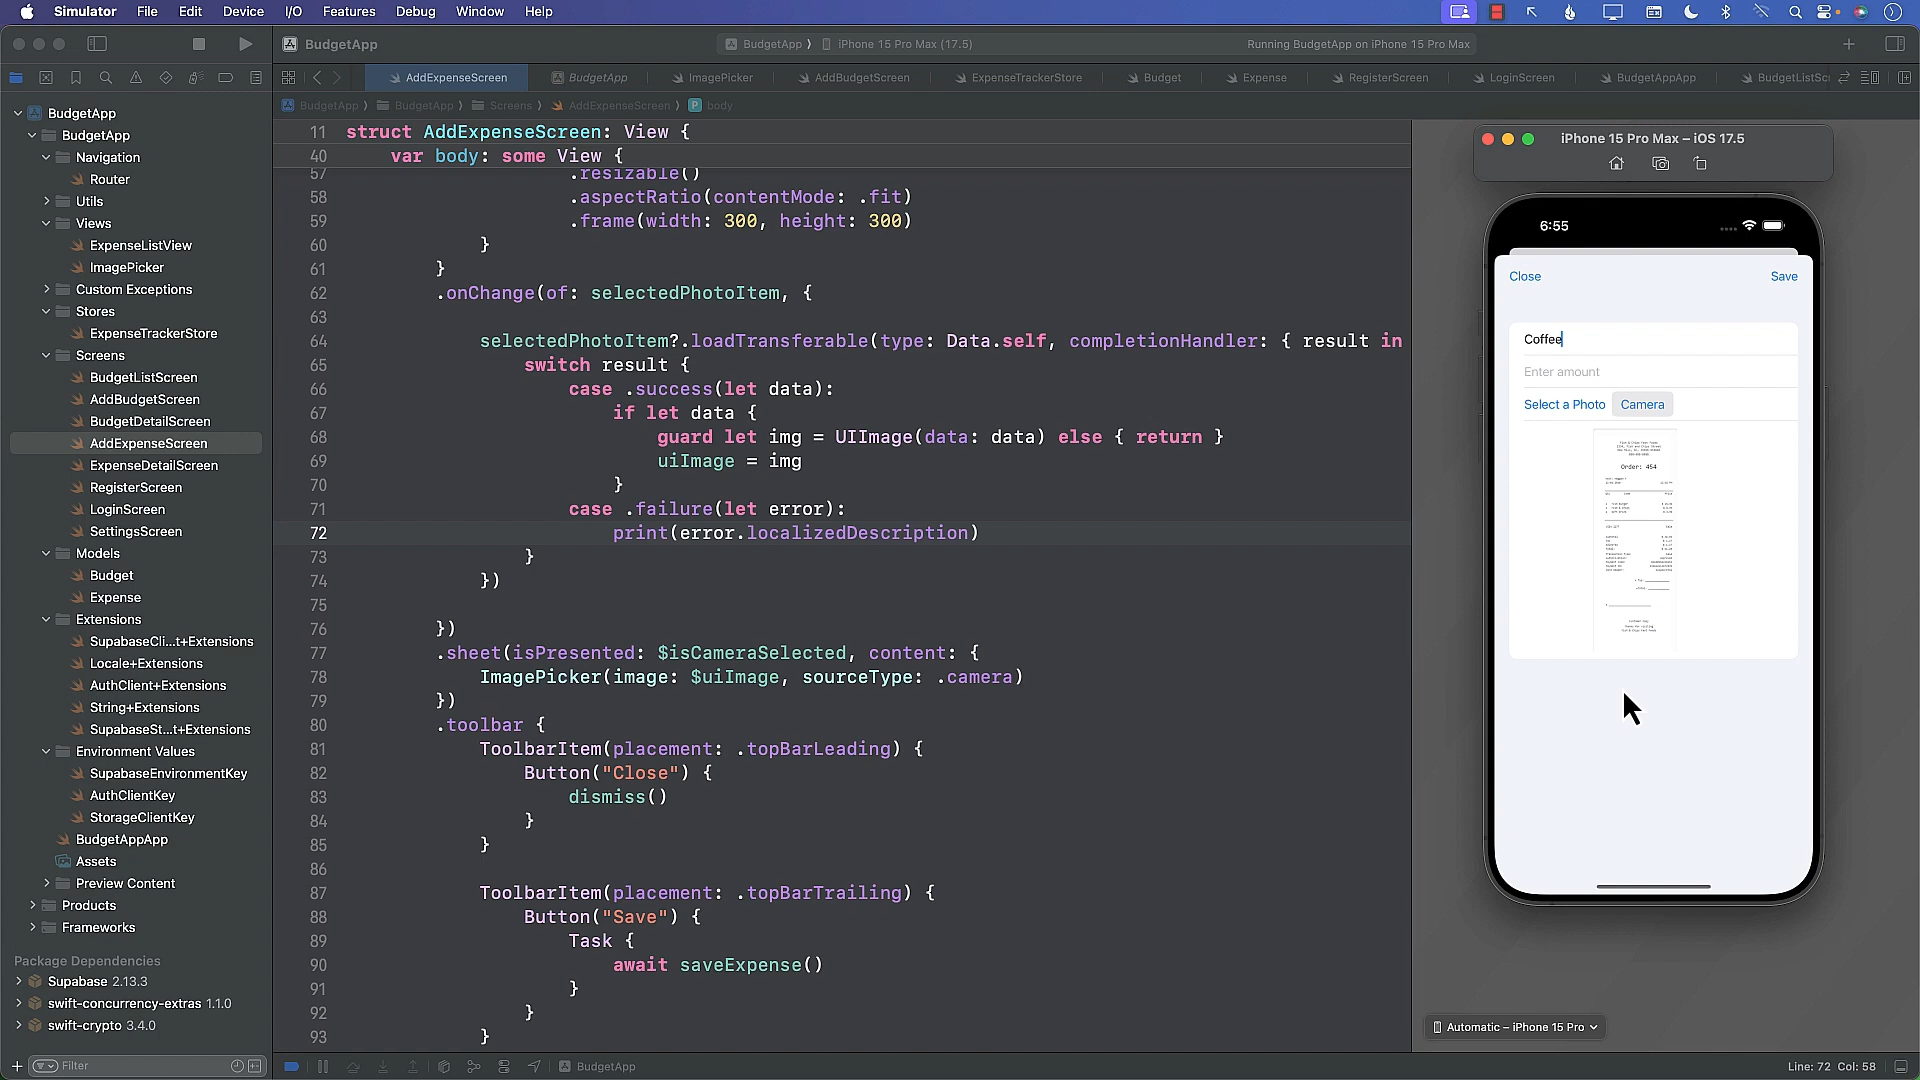 Simulator File Edit Device I/O Features Debug Window Help
BudgetApp
BudgetApp iPhone 15 Pro Max (17.5)
Running BudgetApp on iPhone 15 Pro Max
AddExpenseScreen BudgetApp ImagePicker AddBudgetScreen ExpenseTrackerStore Budget Expense RegisterScreen LoginScreen BudgetAppApp BudgetListScr
BudgetApp BudgetApp Screens AddExpenseScreen P body
BudgetApp
BudgetApp
Navigation
Router
Utils
Views
ExpenseListView
ImagePicker
Custom Exceptions
Stores
ExpenseTrackerStore
Screens
BudgetListScreen
AddBudgetScreen
BudgetDetailScreen
AddExpenseScreen
ExpenseDetailScreen
RegisterScreen
LoginScreen
SettingsScreen
Models
Budget
Expense
Extensions
SupabaseCli...t+Extensions
Locale+Extensions
AuthClient+Extensions
String+Extensions
SupabaseSt...t+Extensions
Environment Values
SupabaseEnvironmentKey
AuthClientKey
StorageClientKey
BudgetAppApp
Assets
Preview Content
Products
Frameworks
Package Dependencies
Supabase 2.13.3
swift-concurrency-extras 1.1.0
swift-crypto 3.4.0
Filter
11 struct AddExpenseScreen: View {
40 var body: some View {
57 .resizable()
58 .aspectRatio(contentMode: .fit)
59 .frame(width: 300, height: 300)
60 }
61 }
62 .onChange(of: selectedPhotoItem, {
63
64 selectedPhotoItem?.loadTransferable(type: Data.self, completionHandler: { result in
65 switch result {
66 case .success(let data):
67 if let data {
68 guard let img = UIImage(data: data) else { return }
69 uiImage = img
70 }
71 case .failure(let error):
72 print(error.localizedDescription)
73 }
74 })
75
76 })
77 .sheet(isPresented: $isCameraSelected, content: {
78 ImagePicker(image: $uiImage, sourceType: .camera)
79 })
80 .toolbar {
81 ToolbarItem(placement: .topBarLeading) {
82 Button("Close") {
83 dismiss()
84 }
85 }
86
87 ToolbarItem(placement: .topBarTrailing) {
88 Button("Save") {
89 Task {
90 await saveExpense()
91 }
92 }
93 }
BudgetApp
Line: 72 Col: 58
iPhone 15 Pro Max – iOS 17.5
6:55
Close Save
Coffee
Enter amount
Select a Photo Camera
Order: 454
Automatic – iPhone 15 Pro